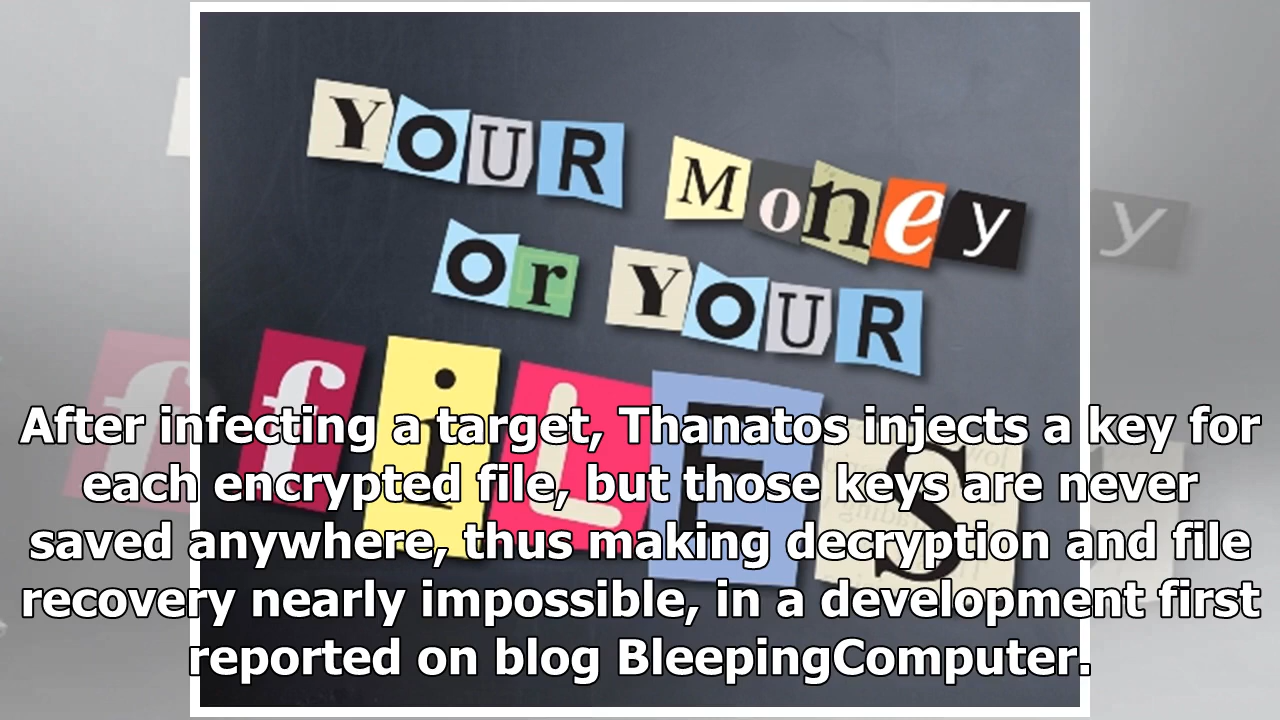 YOUR Money
or YOUR
fiLES
After infecting a target, Thanatos injects a key for
each encrypted file, but those keys are never
saved anywhere, thus making decryption and file
recovery nearly impossible, in a development first
reported on blog BleepingComputer.